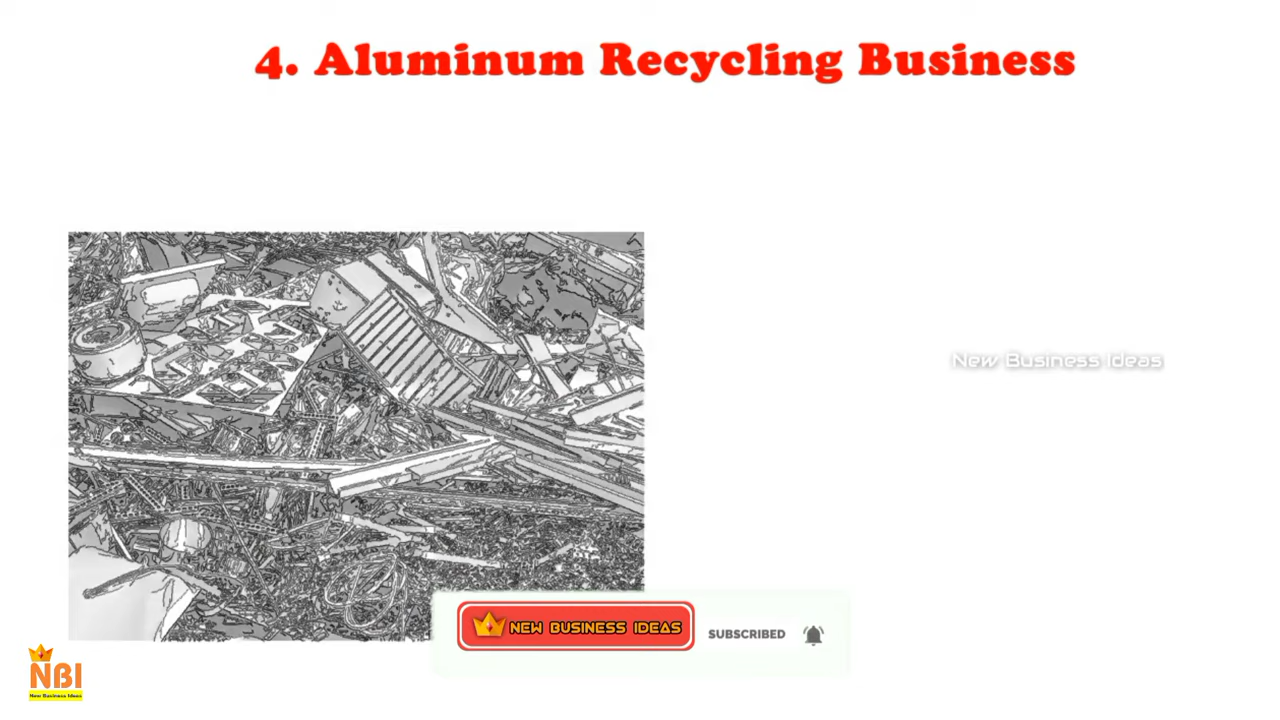 4. Aluminum Recycling Business
New Business Ideas
NEW BUSINESS IDEAS
SUBSCRIBED
NBI
New Business Ideas